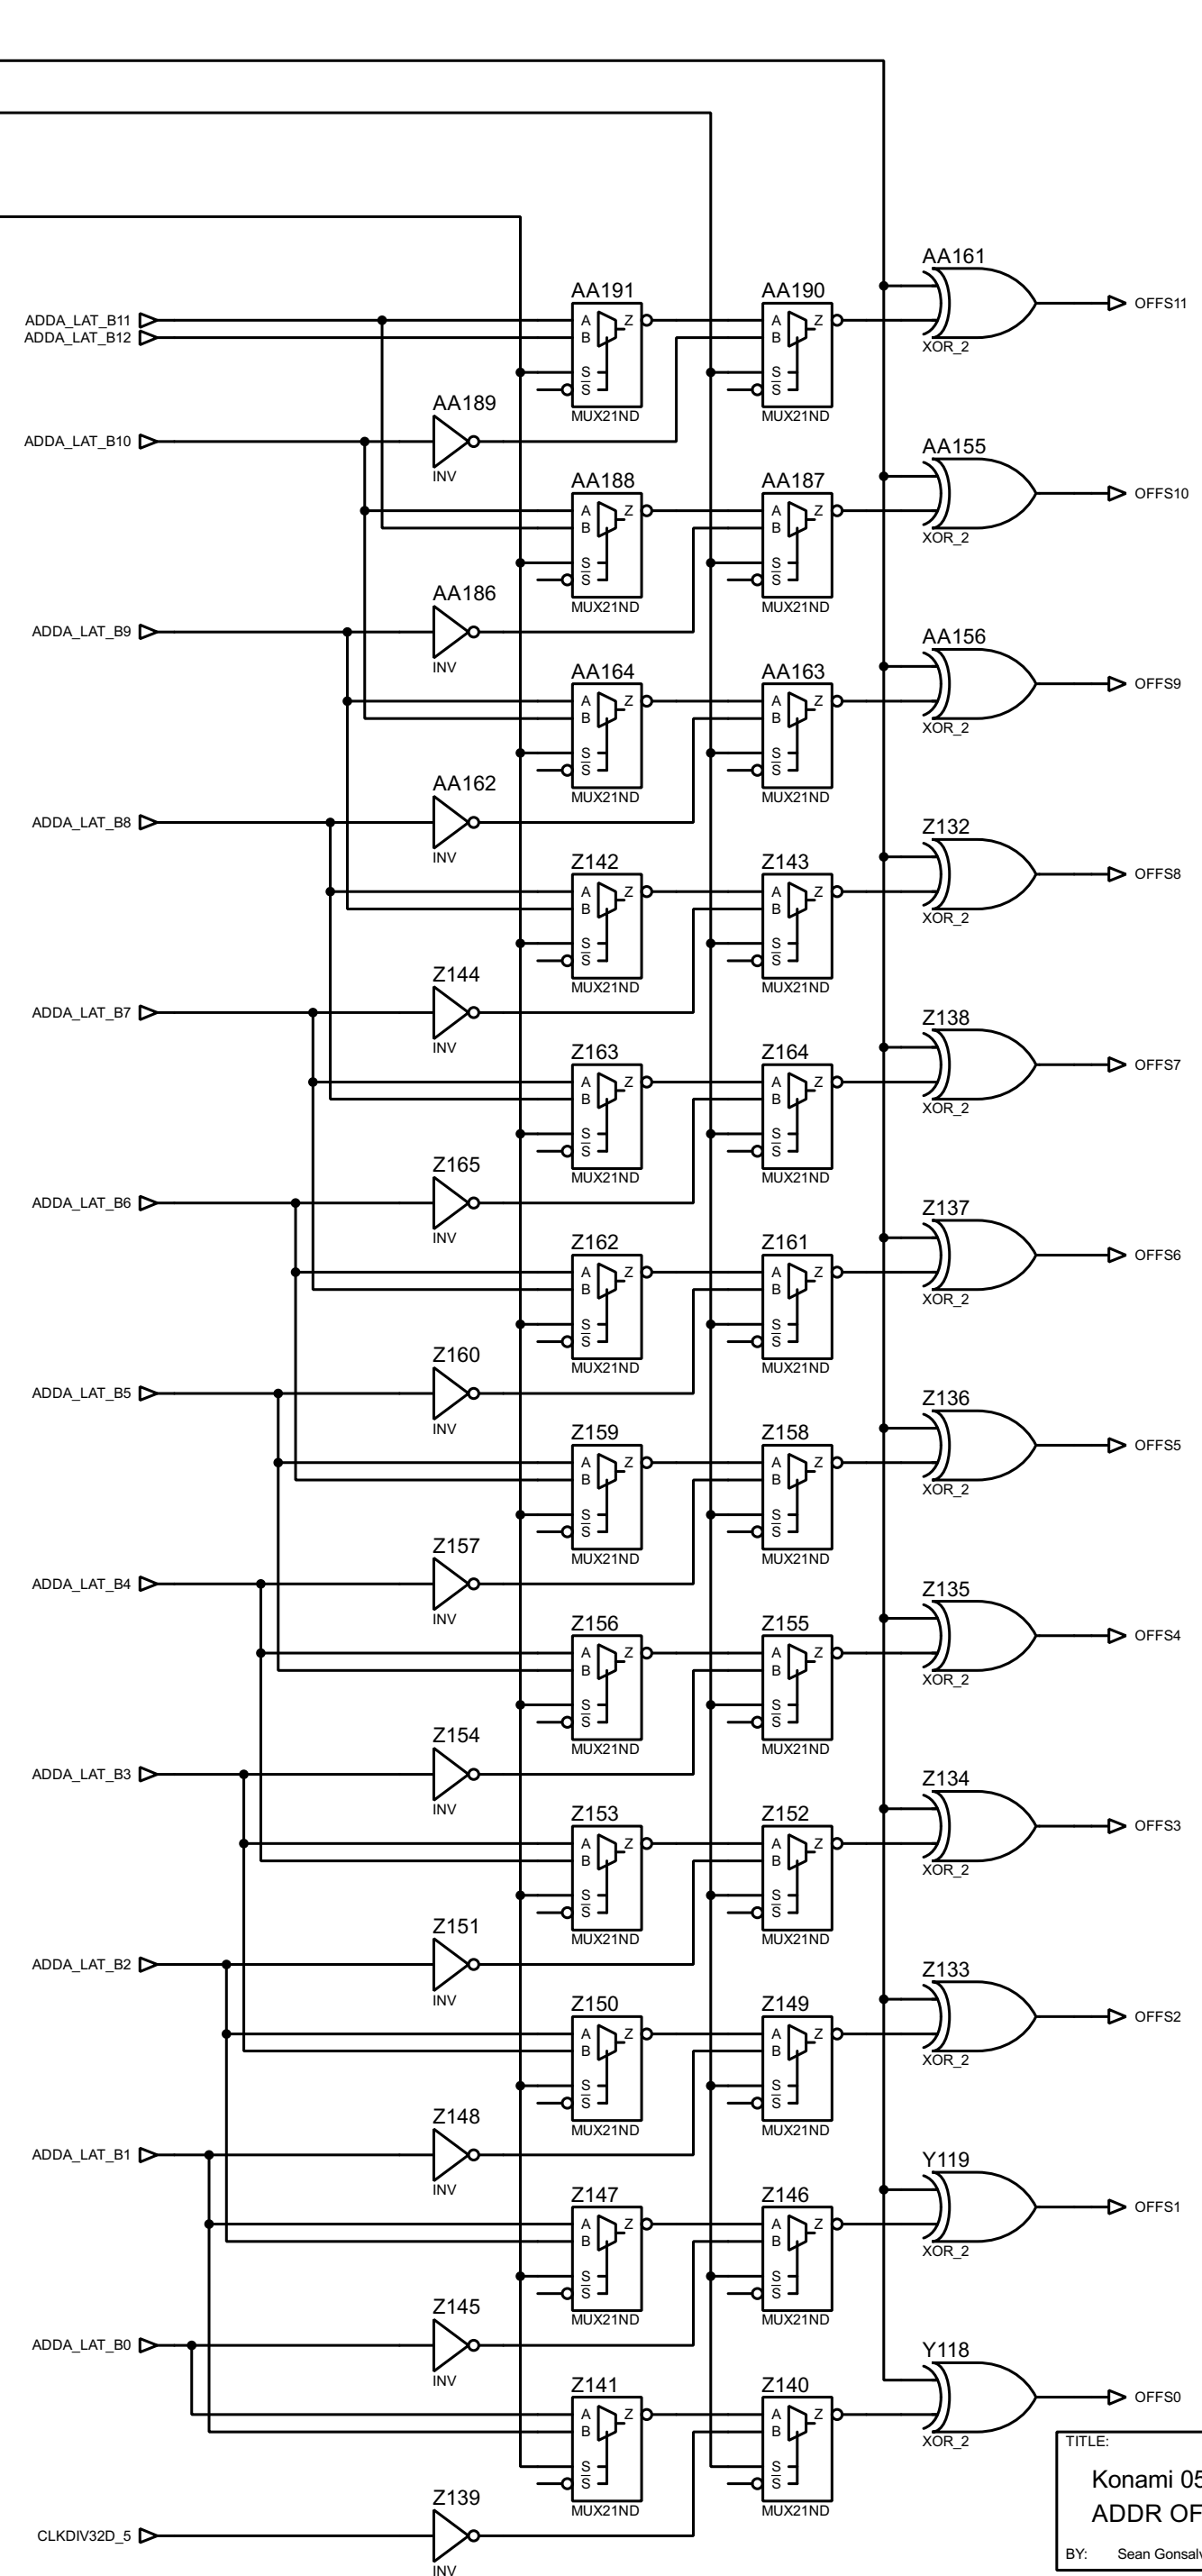 AA161
OFFS11
XOR_2
AA191
AA190
ADDA_LAT_B11
ADDA_LAT_B12
A
B
Z
S
S
MUX21ND
A
B
Z
S
S
MUX21ND
AA189
ADDA_LAT_B10
INV
AA155
OFFS10
XOR_2
AA188
AA187
A
B
Z
S
S
MUX21ND
A
B
Z
S
S
MUX21ND
AA186
ADDA_LAT_B9
INV
AA156
OFFS9
XOR_2
AA164
AA163
A
B
Z
S
S
MUX21ND
A
B
Z
S
S
MUX21ND
AA162
ADDA_LAT_B8
INV
Z132
OFFS8
XOR_2
Z142
Z143
A
B
Z
S
S
MUX21ND
A
B
Z
S
S
MUX21ND
Z144
ADDA_LAT_B7
INV
Z138
OFFS7
XOR_2
Z163
Z164
A
B
Z
S
S
MUX21ND
A
B
Z
S
S
MUX21ND
Z165
ADDA_LAT_B6
INV
Z137
OFFS6
XOR_2
Z162
Z161
A
B
Z
S
S
MUX21ND
A
B
Z
S
S
MUX21ND
Z160
ADDA_LAT_B5
INV
Z136
OFFS5
XOR_2
Z159
Z158
A
B
Z
S
S
MUX21ND
A
B
Z
S
S
MUX21ND
Z157
ADDA_LAT_B4
INV
Z135
OFFS4
XOR_2
Z156
Z155
A
B
Z
S
S
MUX21ND
A
B
Z
S
S
MUX21ND
Z154
ADDA_LAT_B3
INV
Z134
OFFS3
XOR_2
Z153
Z152
A
B
Z
S
S
MUX21ND
A
B
Z
S
S
MUX21ND
Z151
ADDA_LAT_B2
INV
Z133
OFFS2
XOR_2
Z150
Z149
A
B
Z
S
S
MUX21ND
A
B
Z
S
S
MUX21ND
Z148
ADDA_LAT_B1
INV
Y119
OFFS1
XOR_2
Z147
Z146
A
B
Z
S
S
MUX21ND
A
B
Z
S
S
MUX21ND
Z145
ADDA_LAT_B0
INV
Y118
OFFS0
XOR_2
Z141
Z140
A
B
Z
S
S
MUX21ND
A
B
Z
S
S
MUX21ND
Z139
CLKDIV32D_5
INV
TITLE:
Konami 05
ADDR OF
BY: Sean Gonsal